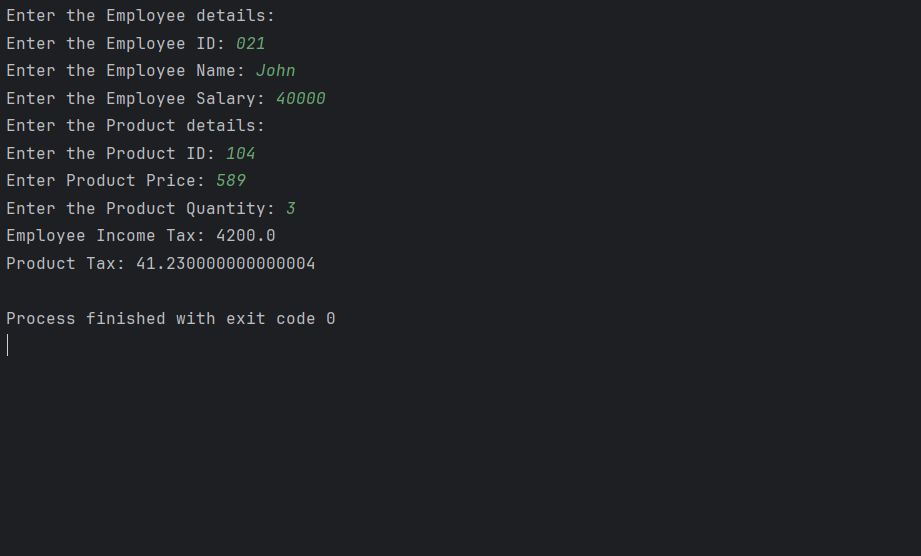 Enter the Employee details:
Enter the Employee ID: 021
Enter the Employee Name: John
Enter the Employee Salary: 40000
Enter the Product details:
Enter the Product ID: 104
Enter Product Price: 589
Enter the Product Quantity: 3
Employee Income Tax: 4200.0
Product Tax: 41.230000000000004
Process finished with exit code 0